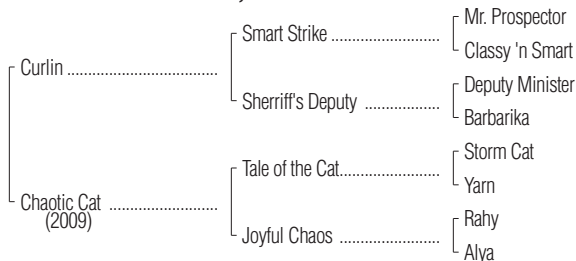 Mr. Prospector
Smart Strike ........................
Classy 'n Smart
Curlin .................................
Deputy Minister
Sherriff's Deputy ................
Barbarika
Storm Cat
Tale of the Cat.....................
Yarn
Chaotic Cat ........................
(2009)
Rahy
Joyful Chaos ......................
Alya